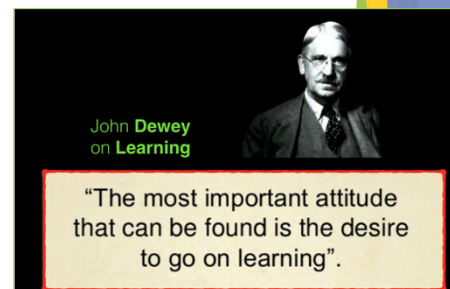 John Dewey
on Learning
“The most important attitude
that can be found is the desire
to go on learning”.